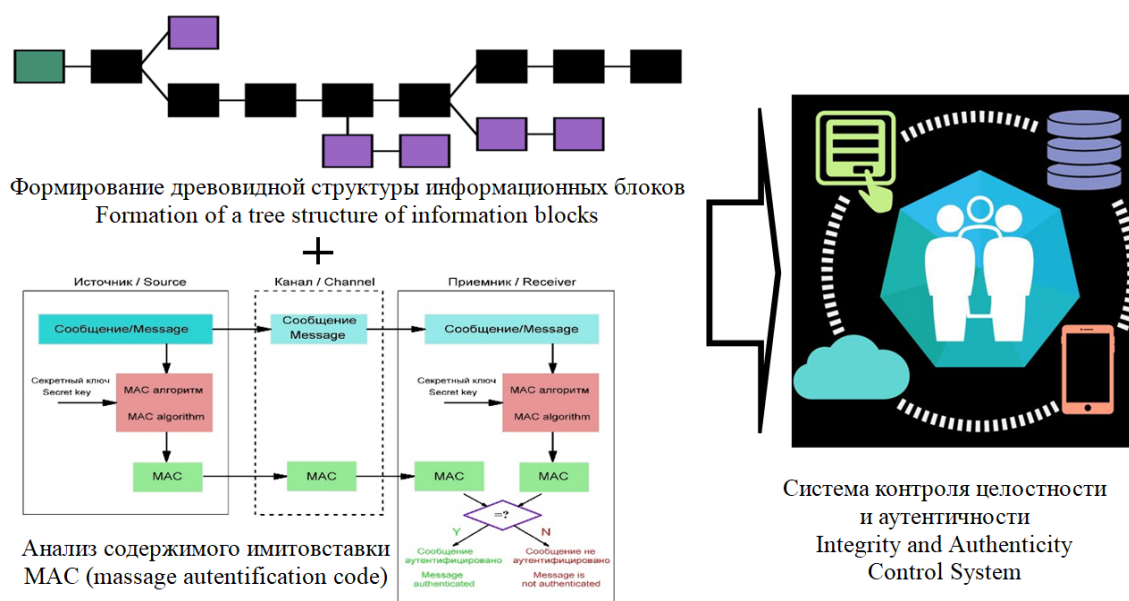 Формирование древовидной структуры информационных блоков
Formation of a tree structure of information blocks
+
Источник / Source
Канал / Channel
Приемник / Receiver
Сообщение/Message
Сообщение
Message
Сообщение/Message
Секретный ключ
Secret key
MAC алгоритм
MAC algorithm
Секретный ключ
Secret key
MAC алгоритм
MAC algorithm
MAC
MAC
MAC
MAC
=?
Y
N
Сообщение
аутентифицировано
Message
authenticated
Сообщение не
аутентифицировано
Message is
not authenticated
Анализ содержимого имитовставки
MAC (massage autentification code)
Система контроля целостности
и аутентичности
Integrity and Authenticity
Control System